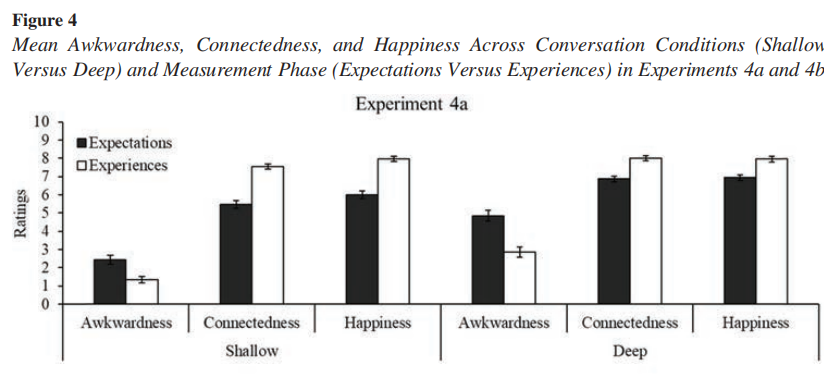 Figure 4
Mean Awkwardness, Connectedness, and Happiness Across Conversation Conditions (Shallow
Versus Deep) and Measurement Phase (Expectations Versus Experiences) in Experiments 4a and 4b
Experiment 4a
10
9
8
7
6
5
4
3
2
1
0
Ratings
Expectations
Experiences
Awkwardness Connectedness Happiness Awkwardness Connectedness Happiness
Shallow Deep